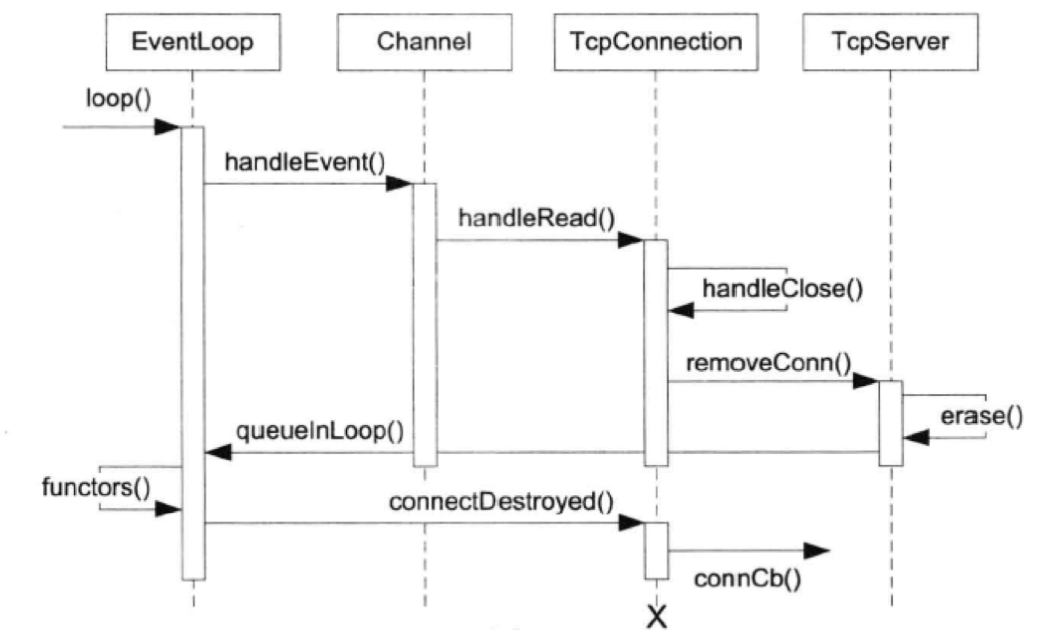 EventLoop
Channel
TcpConnection
TcpServer
loop()
handleEvent()
handleRead()
handleClose()
removeConn()
erase()
queueInLoop()
functors()
connectDestroyed()
connCb()
X